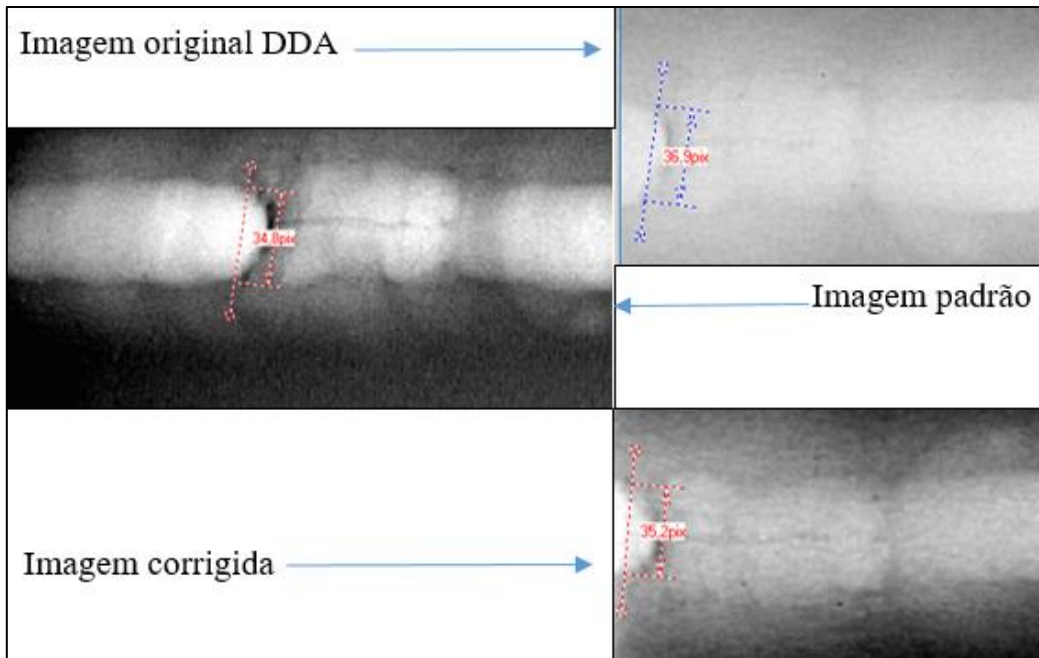 Imagem original DDA
36.9pix
34.8pix
Imagem padrão
35.2pix
Imagem corrigida